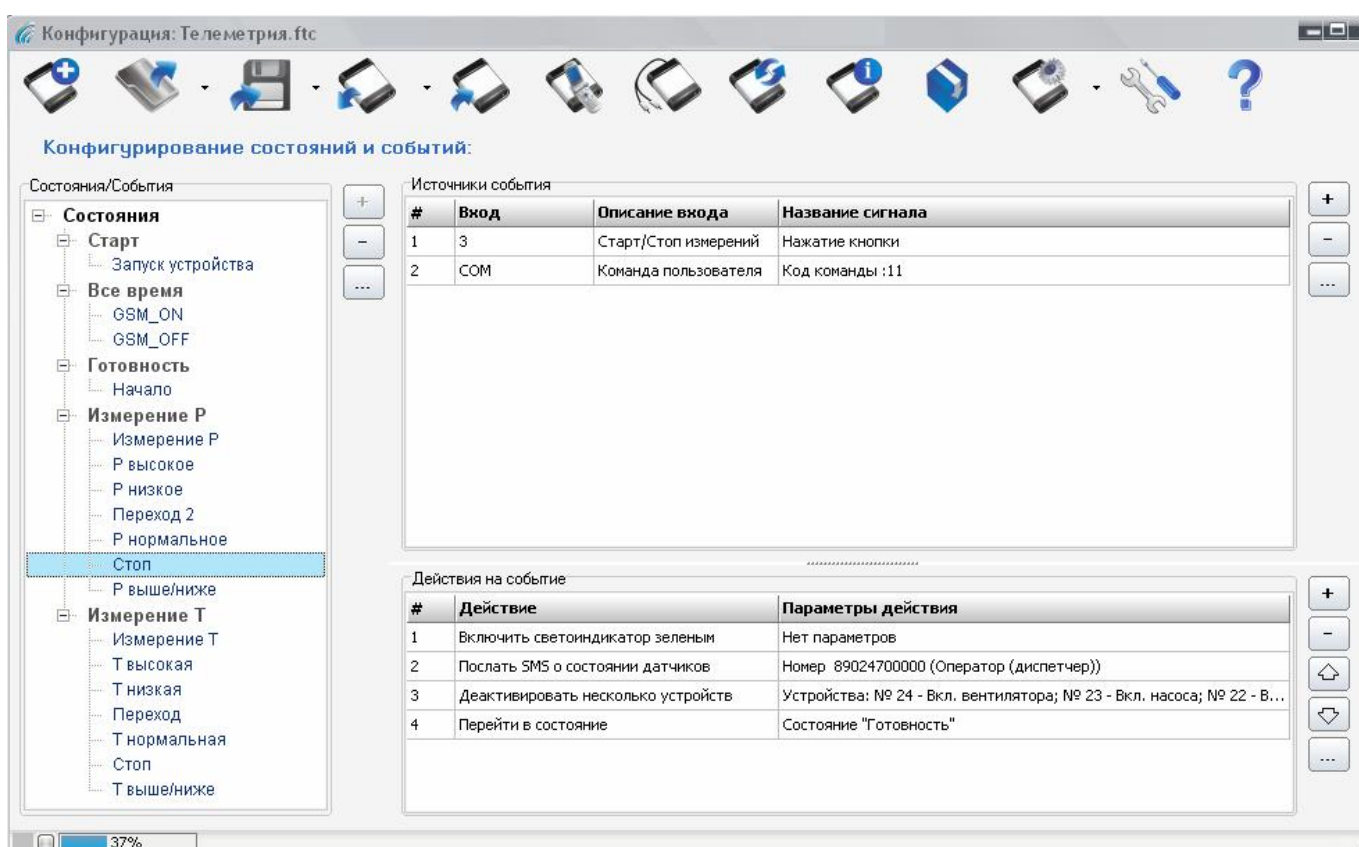 Конфигурация: Телеметрия.ftc
Конфигурирование состояний и событий:
Состояния/События
Состояния
Старт
Запуск устройства
Все время
GSM_ON
GSM_OFF
Готовность
Начало
Измерение Р
Измерение Р
Р высокое
Р низкое
Переход 2
Р нормальное
Стоп
Р выше/ниже
Измерение Т
Измерение Т
Т высокая
Т низкая
Переход
Т нормальная
Стоп
Т выше/ниже
+
-
...
Источники события
# Вход Описание входа Название сигнала
1 3 Старт/Стоп измерений Нажатие кнопки
2 COM Команда пользователя Код команды :11
+
-
...
Действия на событие
# Действие Параметры действия
1 Включить светоиндикатор зеленым Нет параметров
2 Послать SMS о состоянии датчиков Номер 89024700000 (Оператор (диспетчер))
3 Деактивировать несколько устройств Устройства: № 24 - Вкл. вентилятора; № 23 - Вкл. насоса; № 22 - В...
4 Перейти в состояние Состояние "Готовность"
+
-
...
37%